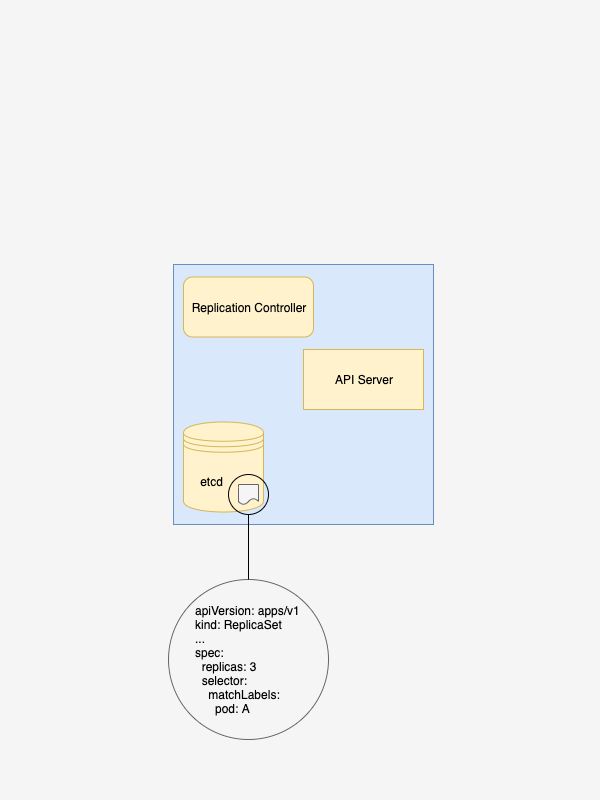 Replication Controller
API Server
etcd
apiVersion: apps/v1
kind: ReplicaSet
...
spec:
  replicas: 3
  selector:
    matchLabels:
      pod: A